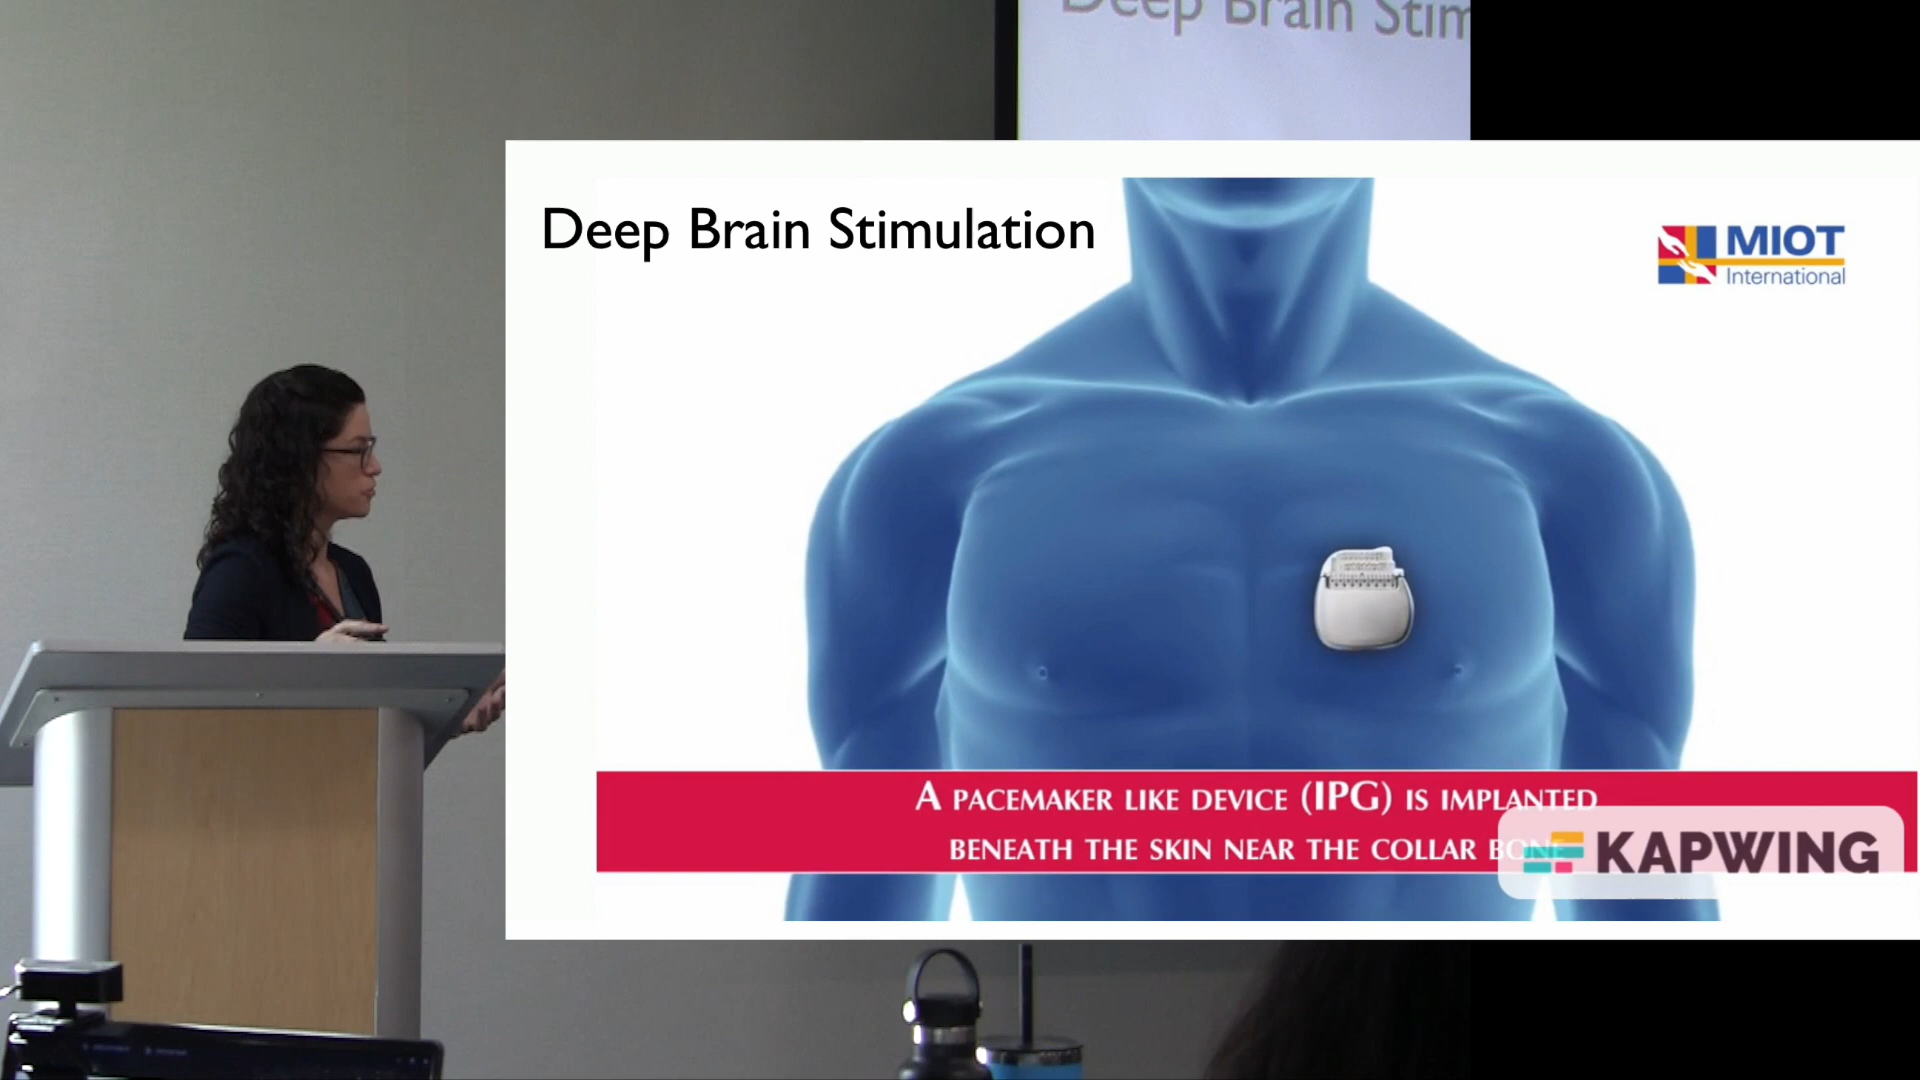 Deep Brain Stim
Deep Brain Stimulation
MIOT
International
A PACEMAKER LIKE DEVICE (IPG) IS IMPLANTED
BENEATH THE SKIN NEAR THE COLLAR BONE
KAPWING